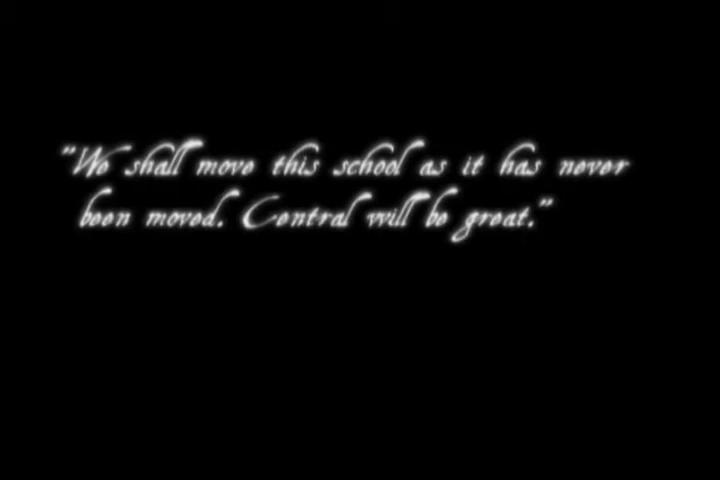 "We shall move this school as it has never
been moved. Central will be great."